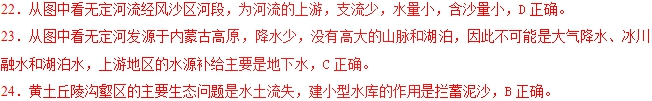 22．从图中看无定河流经风沙区河段，为河流的上游，支流少，水量小，含沙量小，D 正确。
23．从图中看无定河发源于内蒙古高原，降水少，没有高大的山脉和湖泊，因此不可能是大气降水、冰川
融水和湖泊水，上游地区的水源补给主要是地下水，C 正确。
24．黄土丘陵沟壑区的主要生态问题是水土流失，建小型水库的作用是拦蓄泥沙，B 正确。